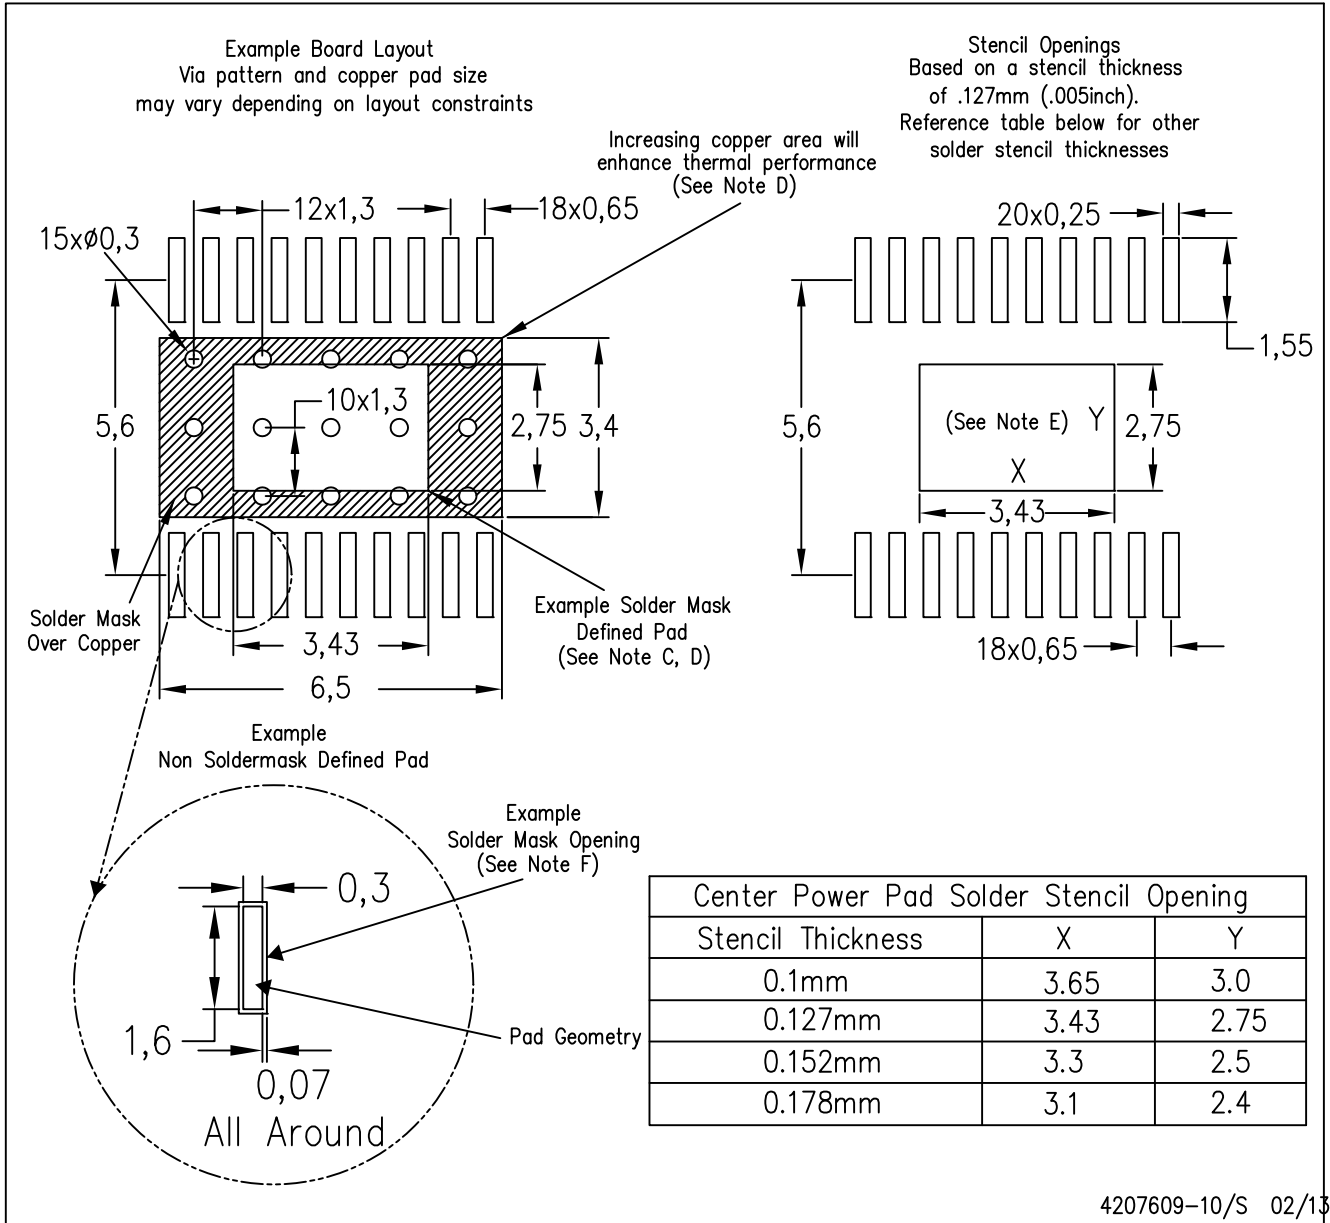 Example Board Layout
Via pattern and copper pad size
may vary depending on layout constraints
Stencil Openings
Based on a stencil thickness
of .127mm (.005inch).
Reference table below for other
solder stencil thicknesses
Increasing copper area will
enhance thermal performance
(See Note D)
12x1,3
18x0,65
15xø0,3
5,6
10x1,3
2,75
3,4
Solder Mask
Over Copper
3,43
6,5
Example Solder Mask
Defined Pad
(See Note C, D)
20x0,25
1,55
5,6
(See Note E)
Y
X
2,75
3,43
18x0,65
Example
Non Soldermask Defined Pad
Example
Solder Mask Opening
(See Note F)
0,3
1,6
0,07
All Around
Pad Geometry
Center Power Pad Solder Stencil Opening
Stencil Thickness X Y
0.1mm 3.65 3.0
0.127mm 3.43 2.75
0.152mm 3.3 2.5
0.178mm 3.1 2.4
4207609-10/S 02/13